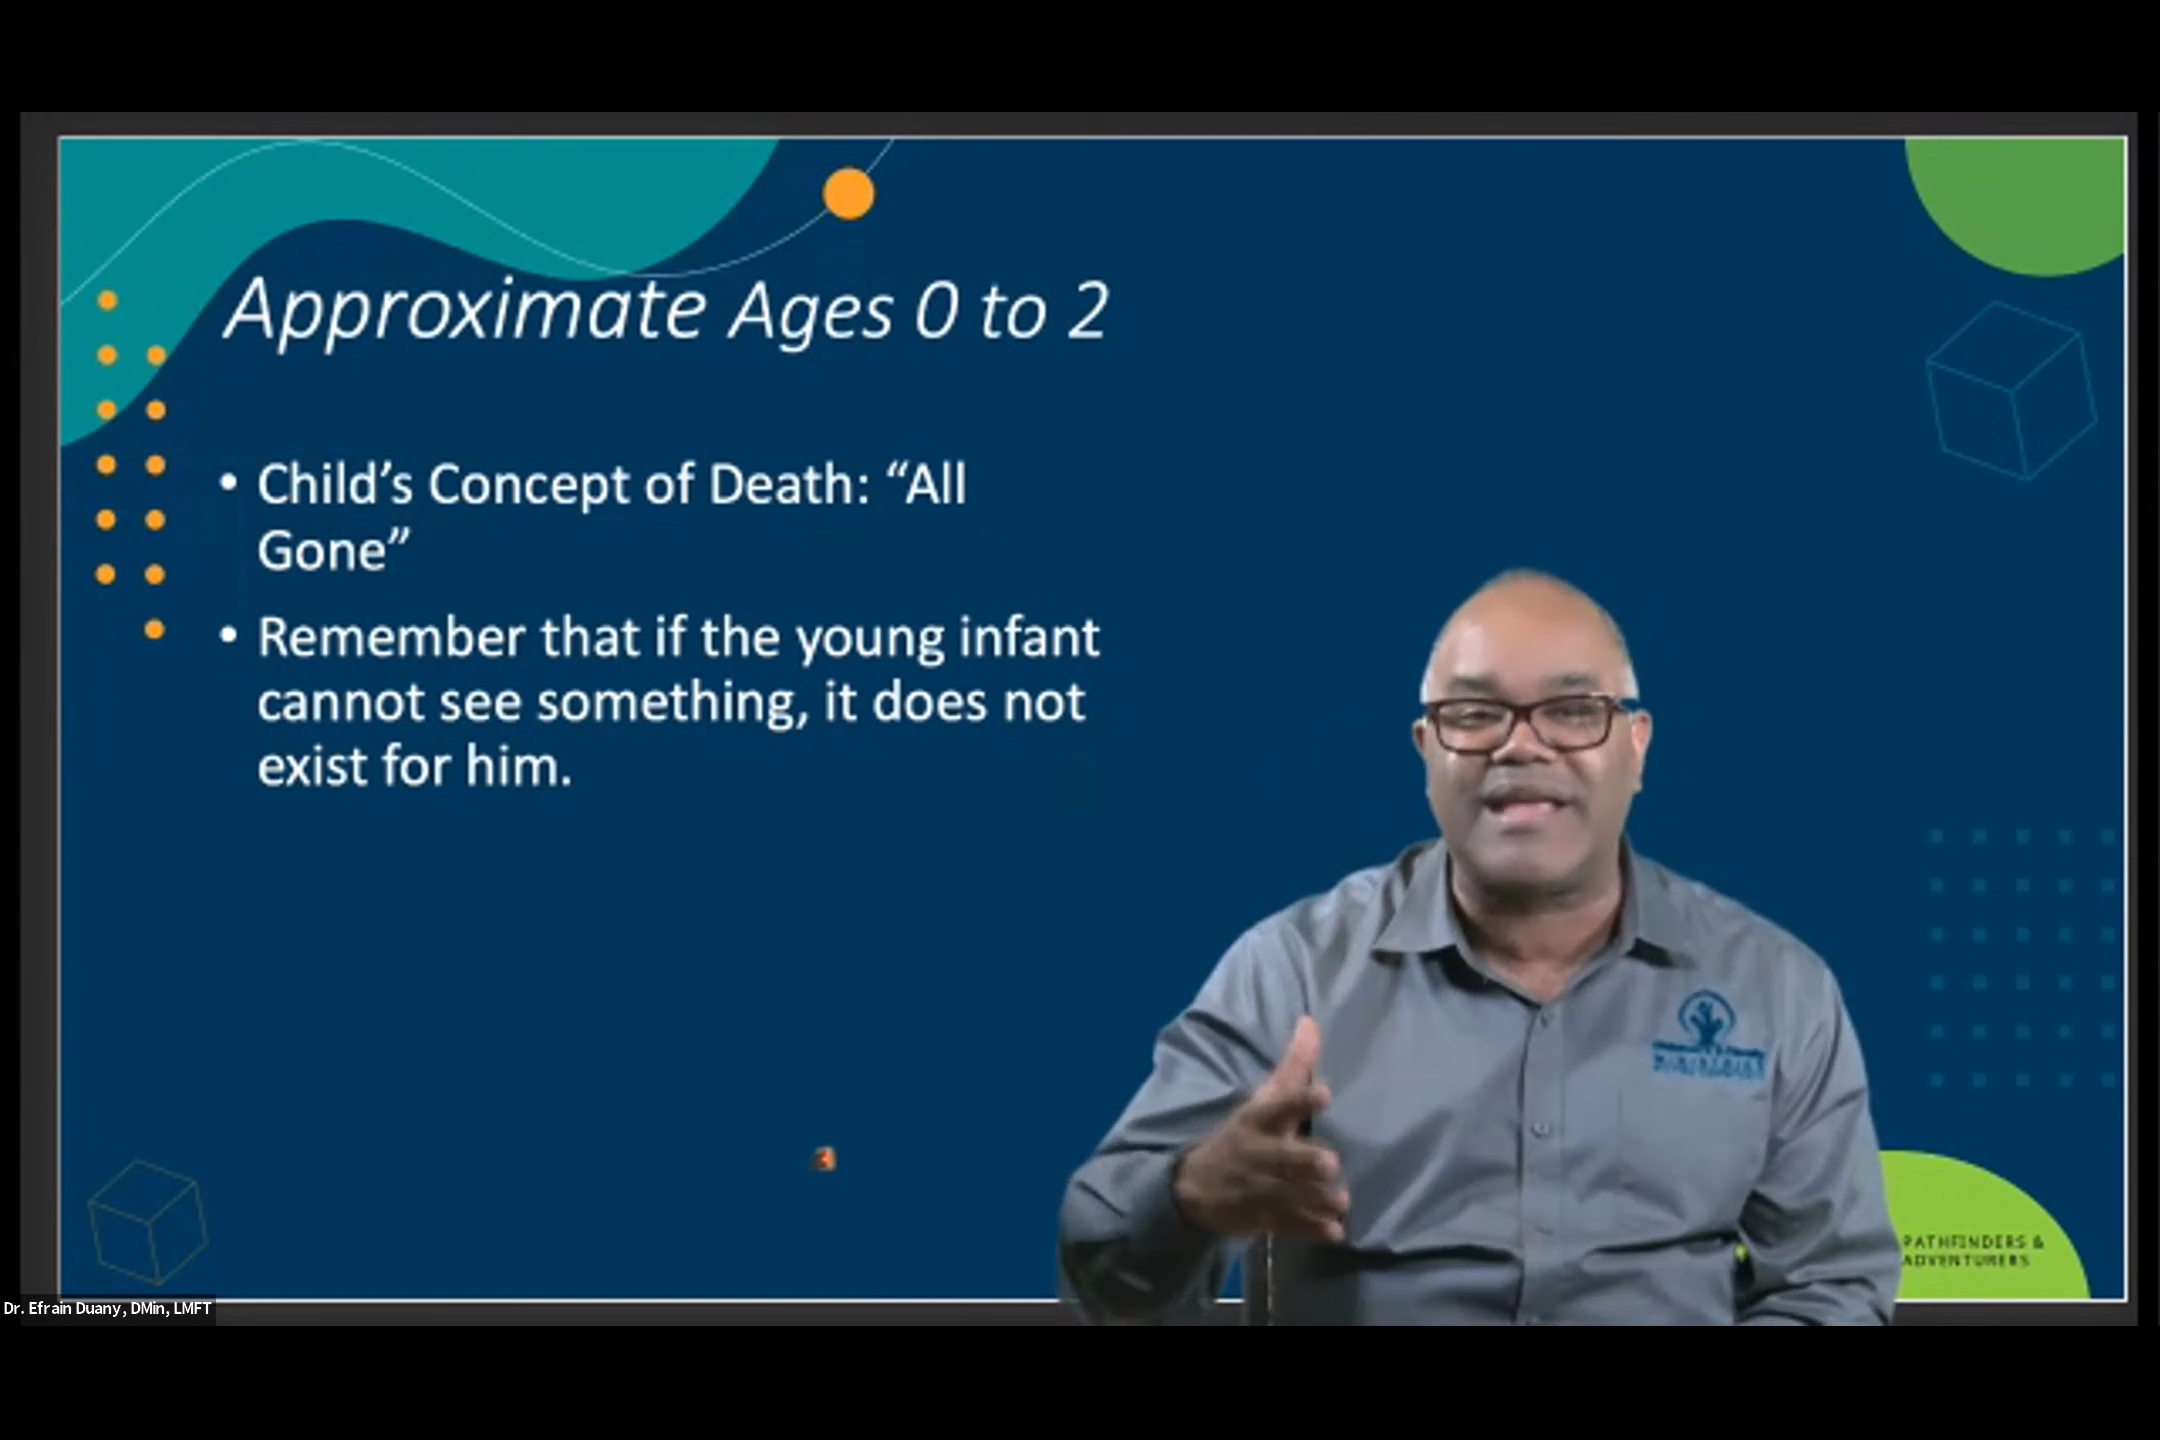 Approximate Ages 0 to 2
• Child’s Concept of Death: “All
Gone”
• Remember that if the young infant
cannot see something, it does not
exist for him.
PATHFINDERS &
ADVENTURERS
Dr. Efrain Duany, DMin, LMFT